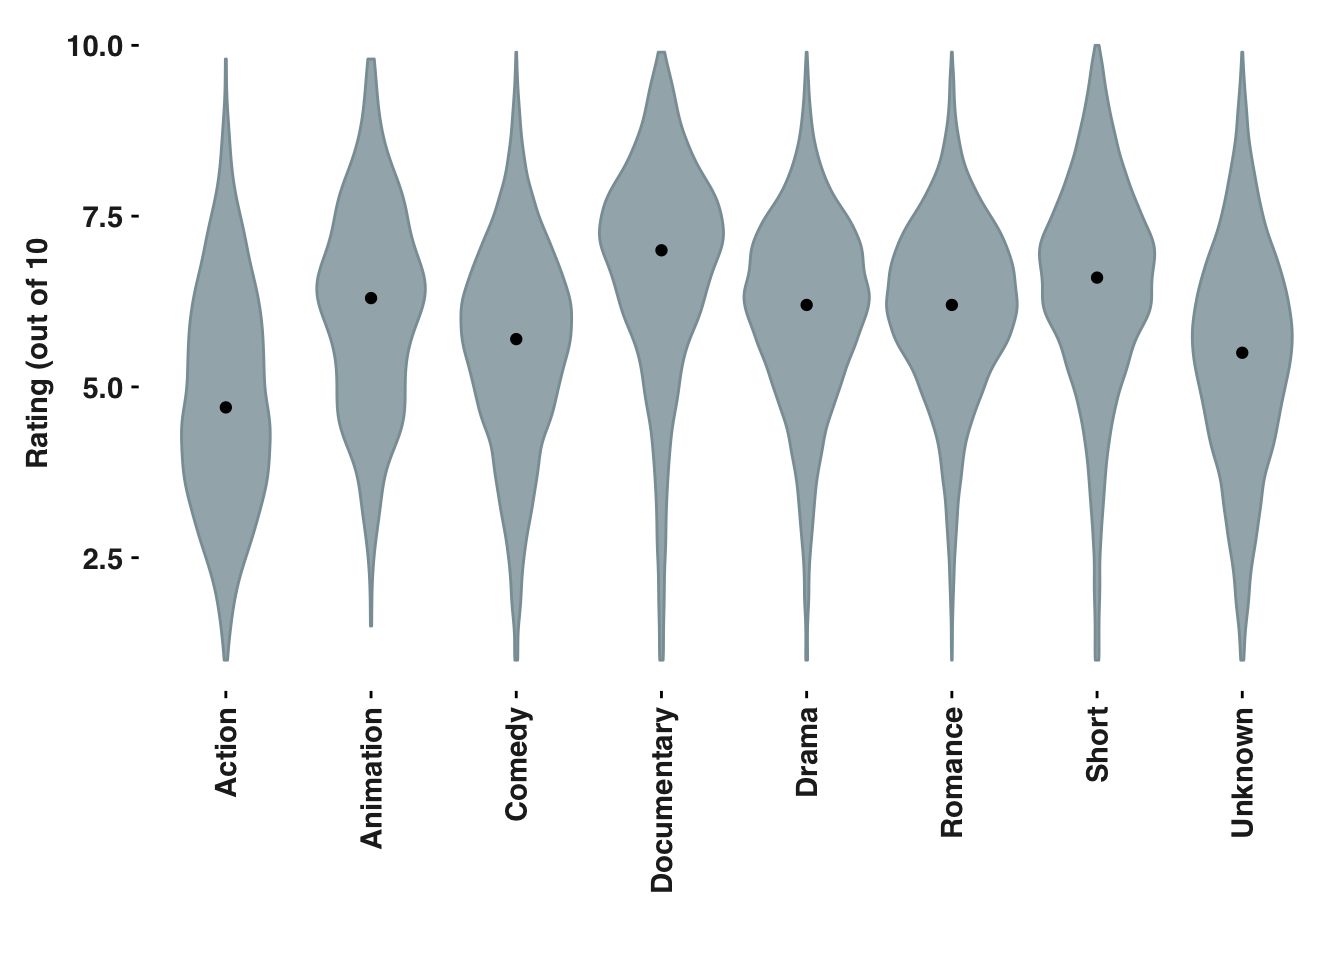 Rating (out of 10
10.0
7.5
5.0
2.5
Action
Animation
Comedy
Documentary
Drama
Romance
Short
Unknown